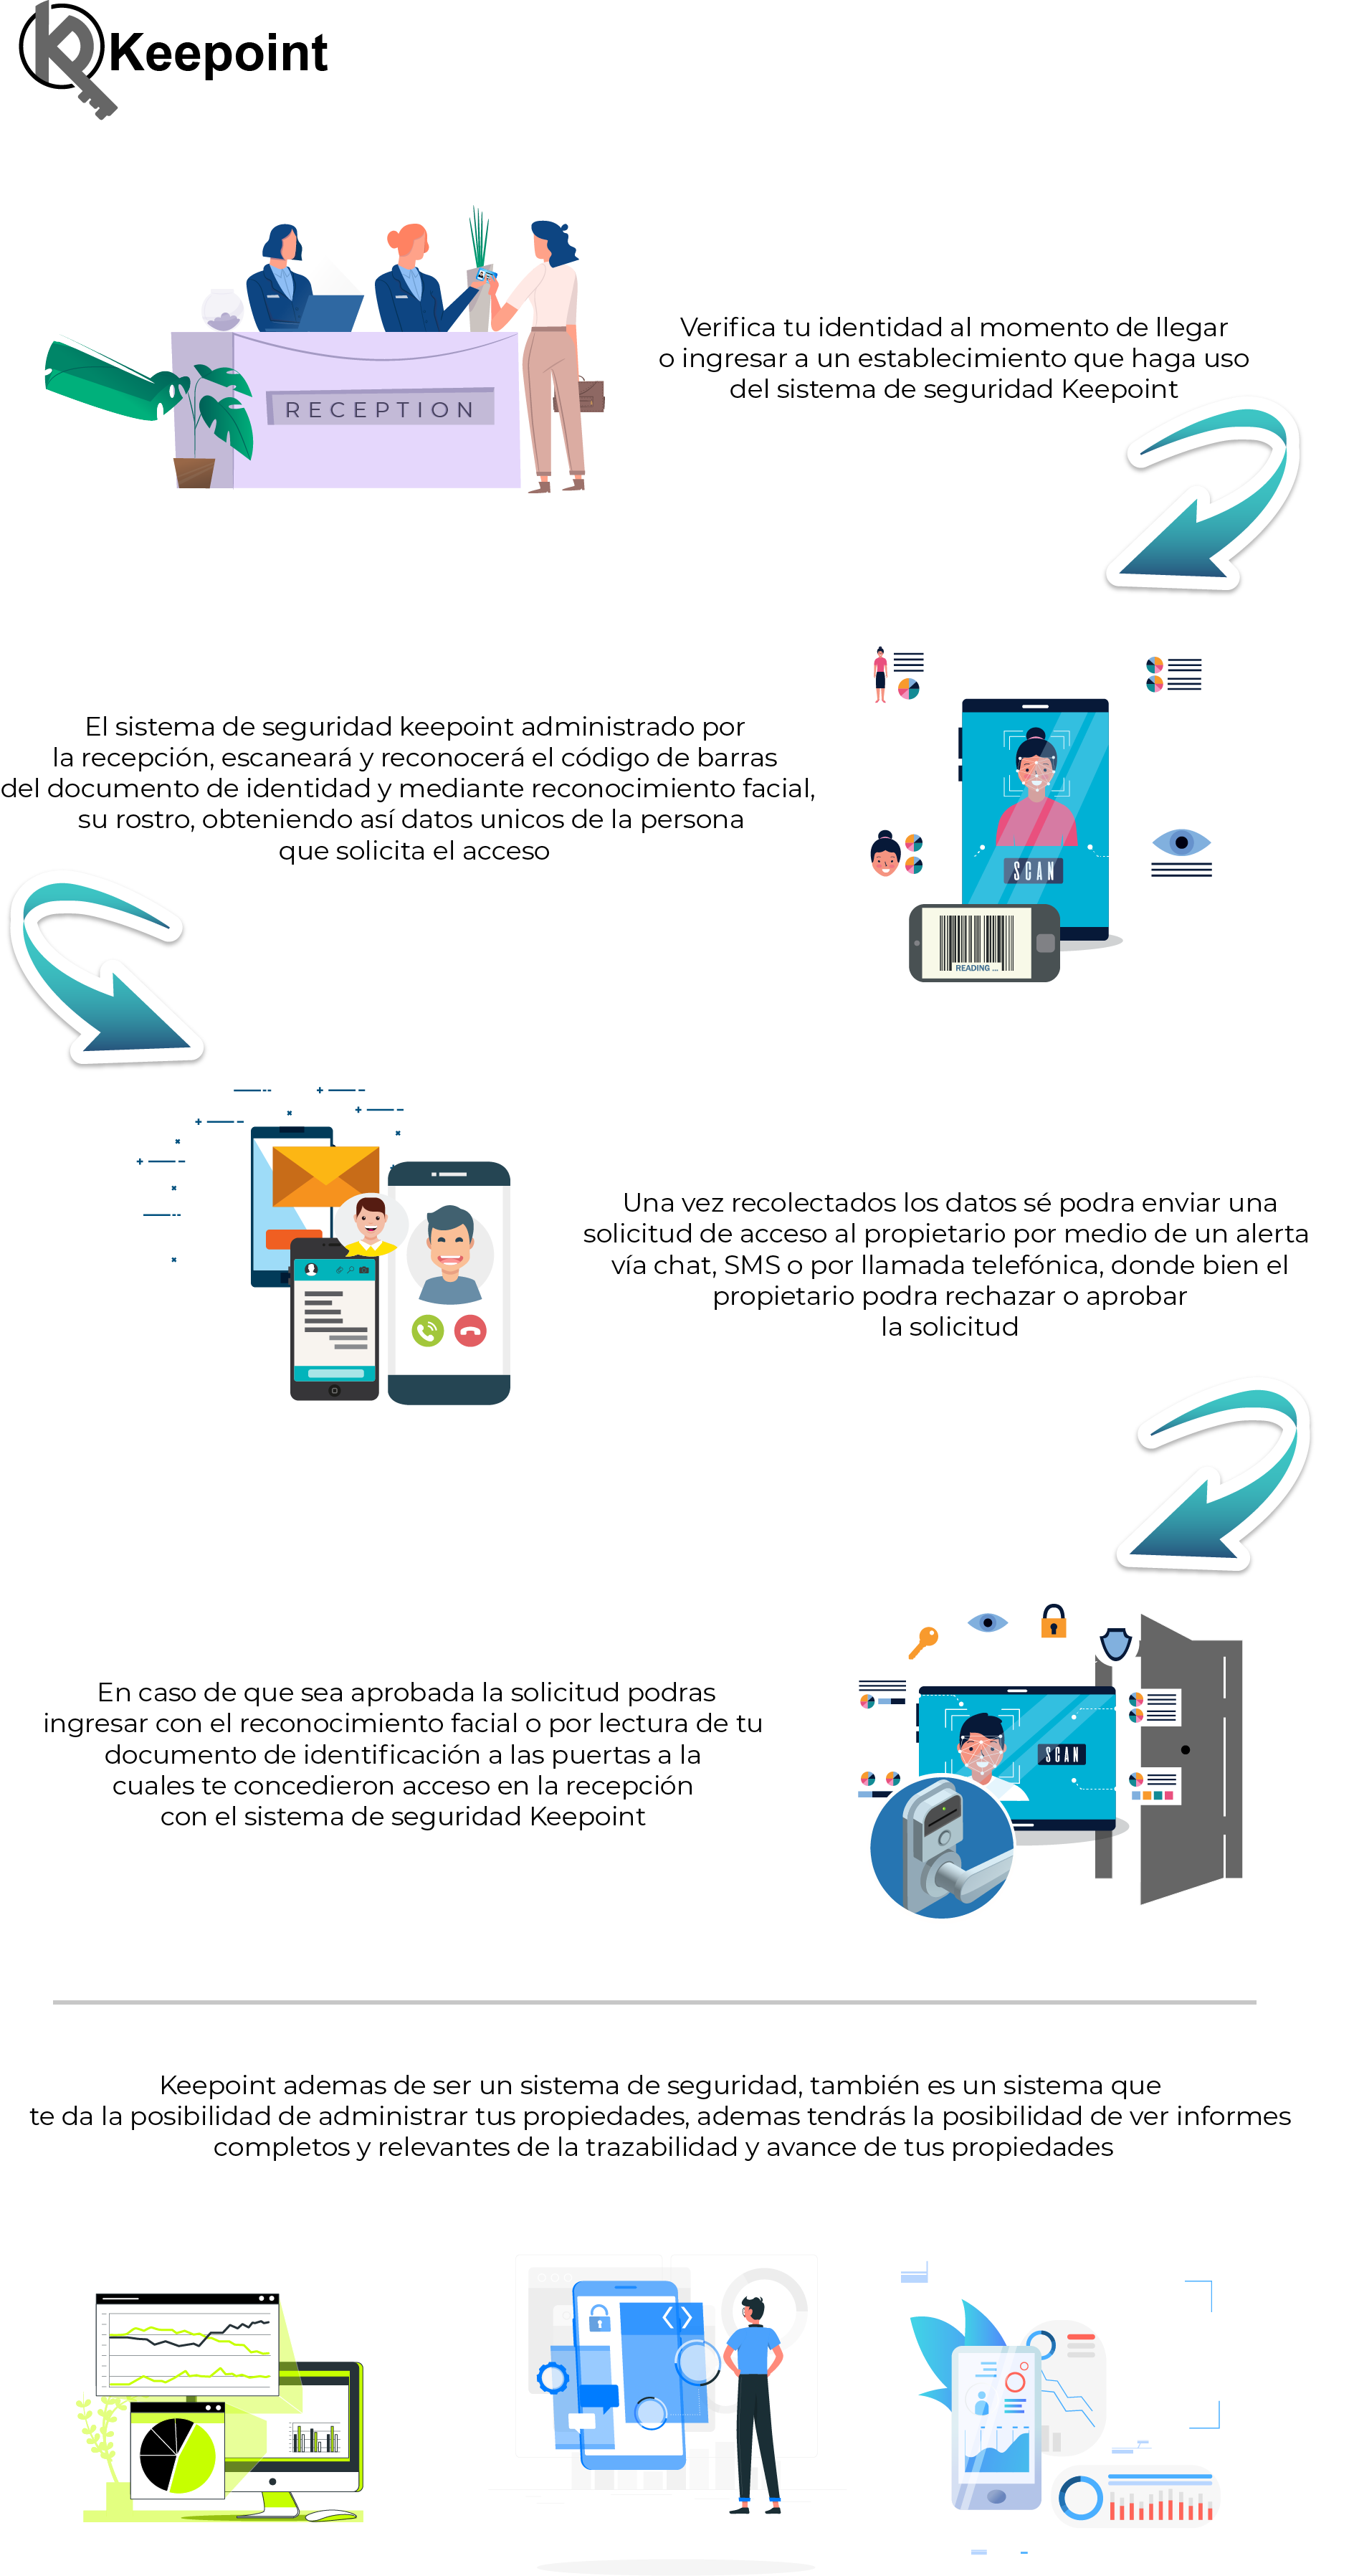 Keepoint
RECEPTION
Verifica tu identidad al momento de llegar
o ingresar a un establecimiento que haga uso
del sistema de seguridad Keepoint
El sistema de seguridad keepoint administrado por
la recepción, escaneará y reconocerá el código de barras
del documento de identidad y mediante reconocimiento facial,
su rostro, obteniendo así datos unicos de la persona
que solicita el acceso
SCAN
READING ...
Una vez recolectados los datos sé podra enviar una
solicitud de acceso al propietario por medio de un alerta
vía chat, SMS o por llamada telefónica, donde bien el
propietario podra rechazar o aprobar
la solicitud
En caso de que sea aprobada la solicitud podras
ingresar con el reconocimiento facial o por lectura de tu
documento de identificación a las puertas a la
cuales te concedieron acceso en la recepción
con el sistema de seguridad Keepoint
SCAN
Keepoint ademas de ser un sistema de seguridad, también es un sistema que
te da la posibilidad de administrar tus propiedades, ademas tendrás la posibilidad de ver informes
completos y relevantes de la trazabilidad y avance de tus propiedades